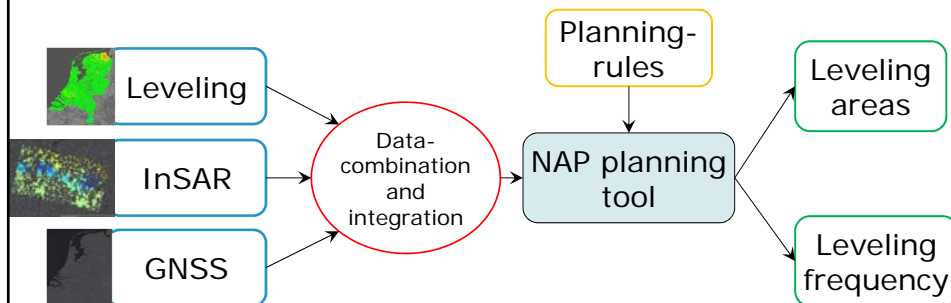 Leveling
InSAR
GNSS
Data-
combination
and
integration
Planning-
rules
NAP planning
tool
Leveling
areas
Leveling
frequency